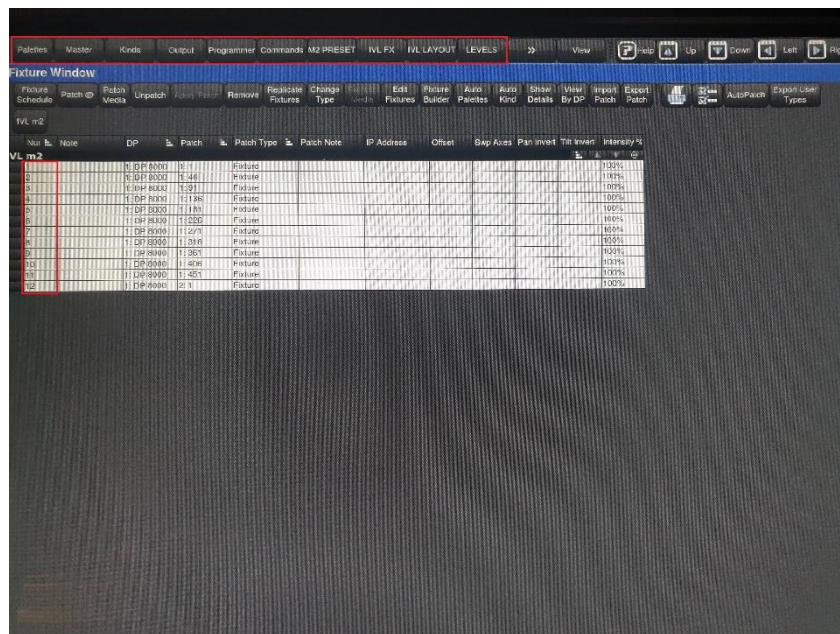 Palettes Master Kinds Output Programmer Commands M2 PRESET IVL FX IVL LAYOUT LEVELS » View Help Up Down Left
Fixture Window
Fixture Schedule Patch @ Patch Media Unpatch Remove Replicate Fixtures Change Type Edit Fixtures Fixture Builder Auto Palettes Auto Kind Show Details View By DP Import Patch Export Patch AutoPatch Export User Types
Note DP Patch Patch Type Patch Note IP Address Offset Swp Axes Pan Invert Tilt Invert Intensity %
1: DP 8000 1: 1 Fixture 100%
2 1: DP 8000 1: 46 Fixture 100%
3 1: DP 8000 1: 91 Fixture 100%
4 1: DP 8000 1: 136 Fixture 100%
5 1: DP 8000 1: 181 Fixture 100%
6 1: DP 8000 1: 226 Fixture 100%
7 1: DP 8000 1: 271 Fixture 100%
8 1: DP 8000 1: 316 Fixture 100%
9 1: DP 8000 1: 361 Fixture 100%
10 1: DP 8000 1: 406 Fixture 100%
11 1: DP 8000 1: 451 Fixture 100%
12 1: DP 8000 2: 1 Fixture 100%